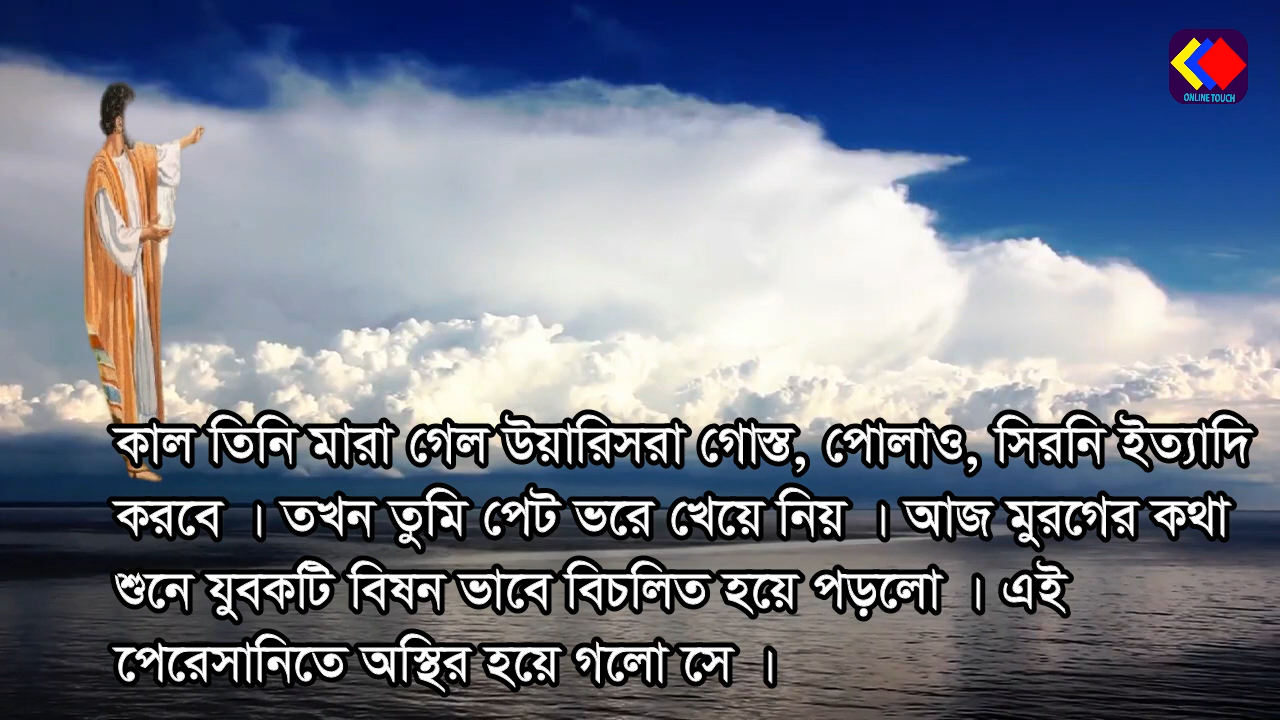 ONLINE TOUCH
কাল তিনি মারা গেল উয়ারিসরা গোস্ত, পোলাও, সিরনি ইত্যাদি
করবে । তখন তুমি পেট ভরে খেয়ে নিয় । আজ মুরগের কথা
শুনে যুবকটি বিষন ভাবে বিচলিত হয়ে পড়লো । এই
পেরেসানিতে অস্থির হয়ে গলো সে ।